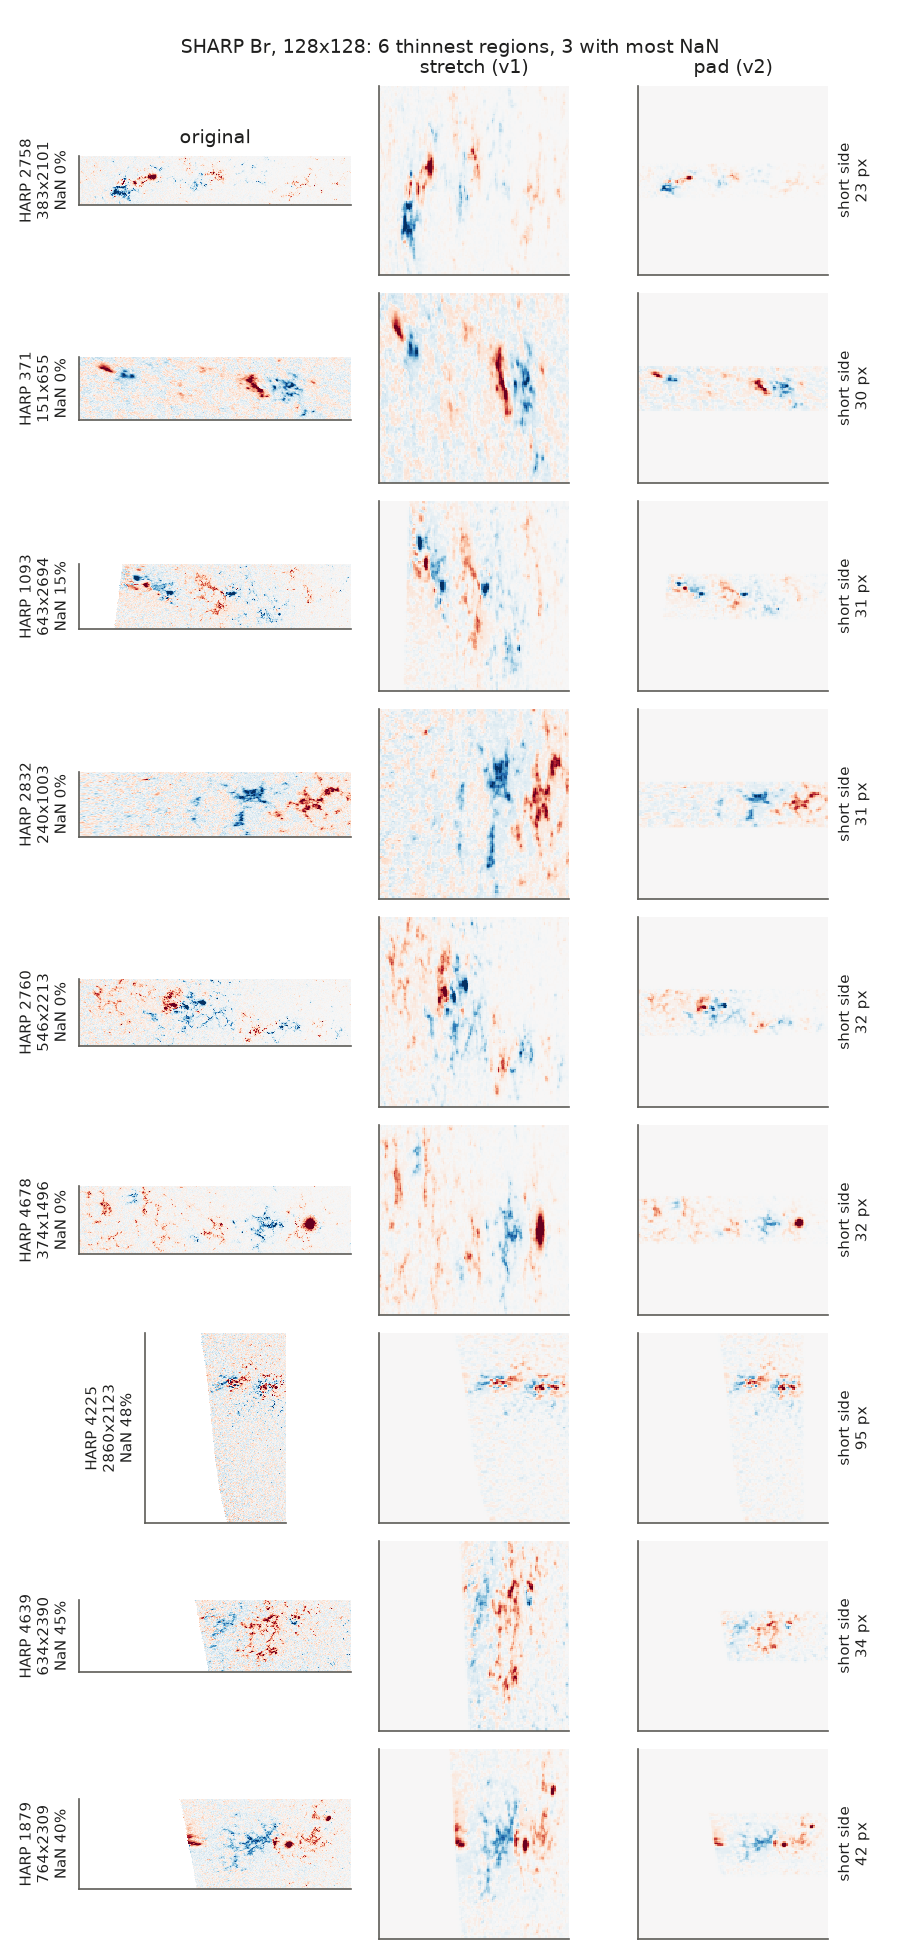 SHARP Br, 128x128: 6 thinnest regions, 3 with most NaN
original
stretch (v1)
pad (v2)
HARP 2758
383x2101
NaN 0%
short side
23 px
HARP 371
151x655
NaN 0%
short side
30 px
HARP 1093
643x2694
NaN 15%
short side
31 px
HARP 2832
240x1003
NaN 0%
short side
31 px
HARP 2760
546x2213
NaN 0%
short side
32 px
HARP 4678
374x1496
NaN 0%
short side
32 px
HARP 4225
2860x2123
NaN 48%
short side
95 px
HARP 4639
634x2390
NaN 45%
short side
34 px
HARP 1879
764x2309
NaN 40%
short side
42 px